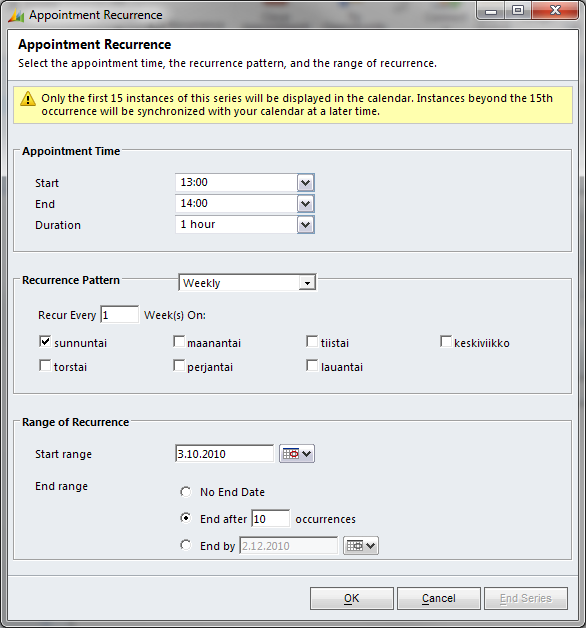 Appointment Recurrence
Appointment Recurrence
Select the appointment time, the recurrence pattern, and the range of recurrence.
Only the first 15 instances of this series will be displayed in the calendar. Instances beyond the 15th
occurrence will be synchronized with your calendar at a later time.
Appointment Time
Start 13:00
End 14:00
Duration 1 hour
Recurrence Pattern Weekly
Recur Every 1 Week(s) On:
sunnuntai maanantai tiistai keskiviikko
torstai perjantai lauantai
Range of Recurrence
Start range 3.10.2010
End range No End Date
End after 10 occurrences
End by 2.12.2010
OK Cancel End Series